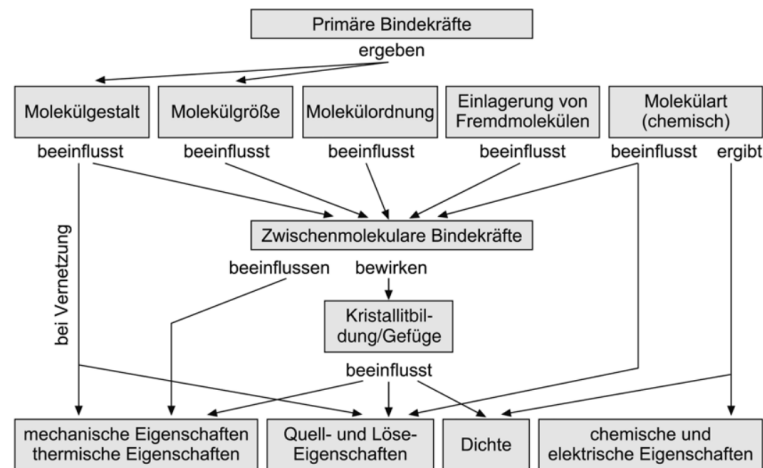 Primäre Bindekräfte
ergeben
Molekülgestalt
Molekülgröße
Molekülordnung
Einlagerung von
Fremdmolekülen
Molekülart
(chemisch)
beeinflusst
beeinflusst
beeinflusst
beeinflusst
beeinflusst
ergibt
bei Vernetzung
Zwischenmolekulare Bindekräfte
beeinflussen
bewirken
Kristallitbil-
dung/Gefüge
beeinflusst
mechanische Eigenschaften
thermische Eigenschaften
Quell- und Löse-
Eigenschaften
Dichte
chemische und
elektrische Eigenschaften